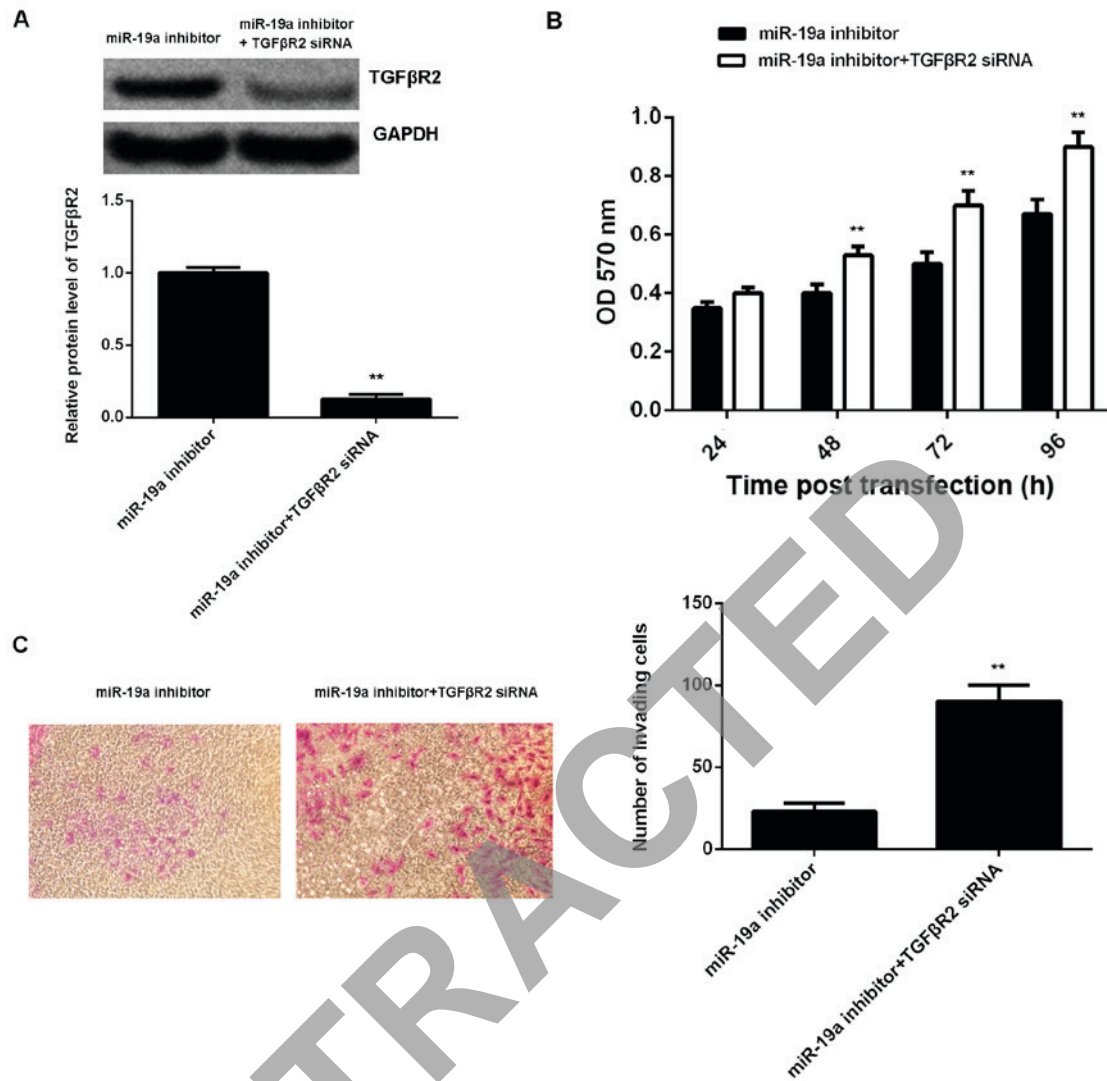 A
miR-19a inhibitor
miR-19a inhibitor
+ TGFβR2 siRNA
TGFβR2
GAPDH
Relative protein level of TGFβR2
1.5
1.0
0.5
0.0
**
miR-19a inhibitor
miR-19a inhibitor+TGFβR2 siRNA
B
miR-19a inhibitor
miR-19a inhibitor+TGFβR2 siRNA
OD 570 nm
1.0
0.8
0.6
0.4
0.2
0.0
**
**
**
24
48
72
96
Time post transfection (h)
C
miR-19a inhibitor
miR-19a inhibitor+TGFβR2 siRNA
Number of invading cells
150
100
50
0
**
miR-19a inhibitor
miR-19a inhibitor+TGFβR2 siRNA
TRACTED